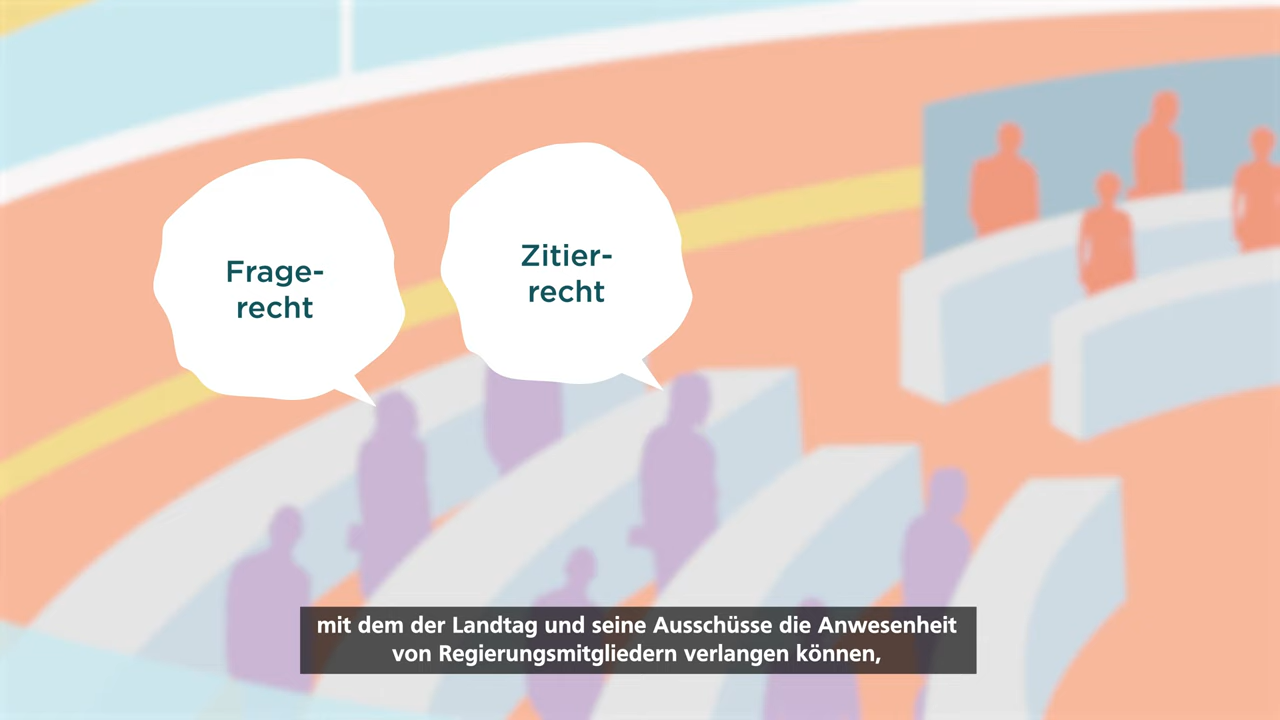 Frage-
recht
Zitier-
recht
mit dem der Landtag und seine Ausschüsse die Anwesenheit
von Regierungsmitgliedern verlangen können,